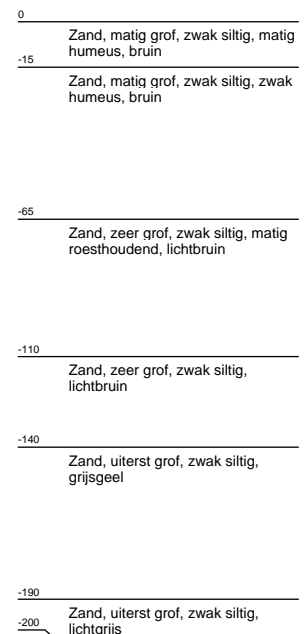 0
Zand, matig grof, zwak siltig, matig
humeus, bruin
-15
Zand, matig grof, zwak siltig, zwak
humeus, bruin
-65
Zand, zeer grof, zwak siltig, matig
roesthoudend, lichtbruin
-110
Zand, zeer grof, zwak siltig,
lichtbruin
-140
Zand, uiterst grof, zwak siltig,
grijsgeel
-190
Zand, uiterst grof, zwak siltig,
lichtgrijs
-200